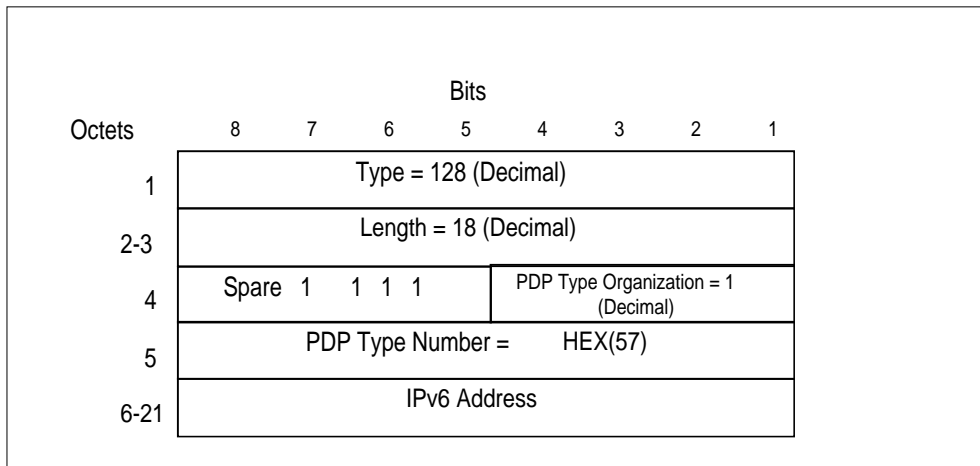 Bits
Octets 8 7 6 5 4 3 2 1
1 Type = 128 (Decimal)
2-3 Length = 18 (Decimal)
4 Spare 1 1 1 1 PDP Type Organization = 1
(Decimal)
5 PDP Type Number = HEX(57)
6-21 IPv6 Address